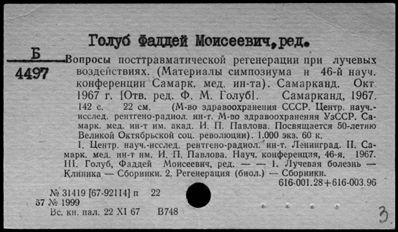 Голуб Фаддей Моисеевич, ред.
Б
4497
Вопросы посттравматической регенерации при лучевых
воздействиях. (Материалы симпозиума и 46-й науч.
конференции Самарк. мед. ин-та). Самарканд. Окт.
1967 г. [Отв. ред. Ф. М. Голуб]. Самарканд, 1967.
142 с. 22 см. (М-во здравоохранения СССР. Центр. науч.-
исслед. рентгено-радиол. ин-т. М-во здравоохранения УзССР. Са-
марк. мед. ин-т им. акад. И. П. Павлова. Посвящается 50-летию
Великой Октябрьской соц. революции). 1.000 экз. 60 к.
I. Центр. науч.-исслед. рентгено-радиол. ин-т. Ленинград. II. Са-
марк. мед. ин-т им. И. П. Павлова. Науч. конференция, 46-я, 1967.
III. Голуб, Фаддей Моисеевич, ред. — — 1. Лучевая болезнь —
Клиника — Сборники. 2. Регенерация (биол.) — Сборники.
616-001.28+616-003.96
№ 31419 [67-92114] п 22
57 № 1999
Вс. кн. пал. 22 XI 67 В748
3